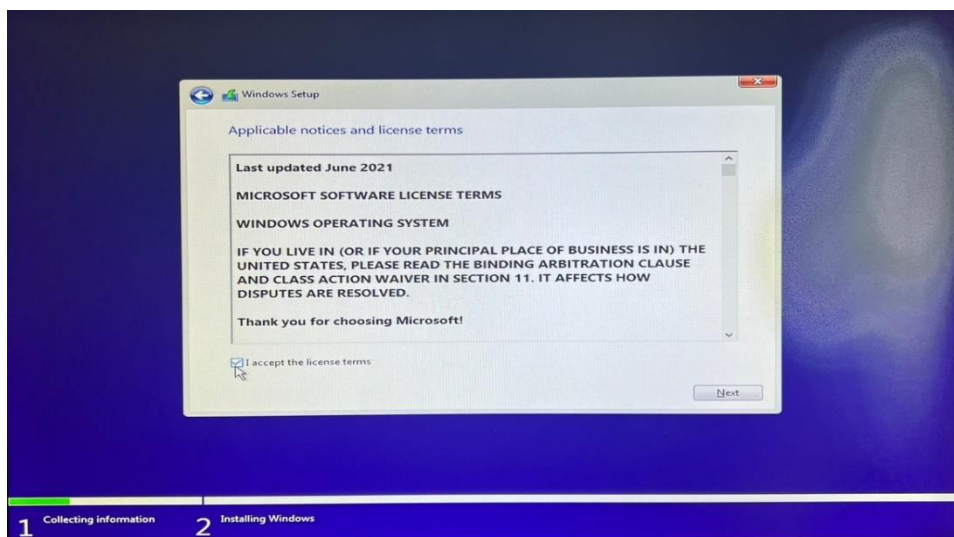 Windows Setup
Applicable notices and license terms
Last updated June 2021
MICROSOFT SOFTWARE LICENSE TERMS
WINDOWS OPERATING SYSTEM
IF YOU LIVE IN (OR IF YOUR PRINCIPAL PLACE OF BUSINESS IS IN) THE
UNITED STATES, PLEASE READ THE BINDING ARBITRATION CLAUSE
AND CLASS ACTION WAIVER IN SECTION 11. IT AFFECTS HOW
DISPUTES ARE RESOLVED.
Thank you for choosing Microsoft!
I accept the license terms
Next
1 Collecting information
2 Installing Windows